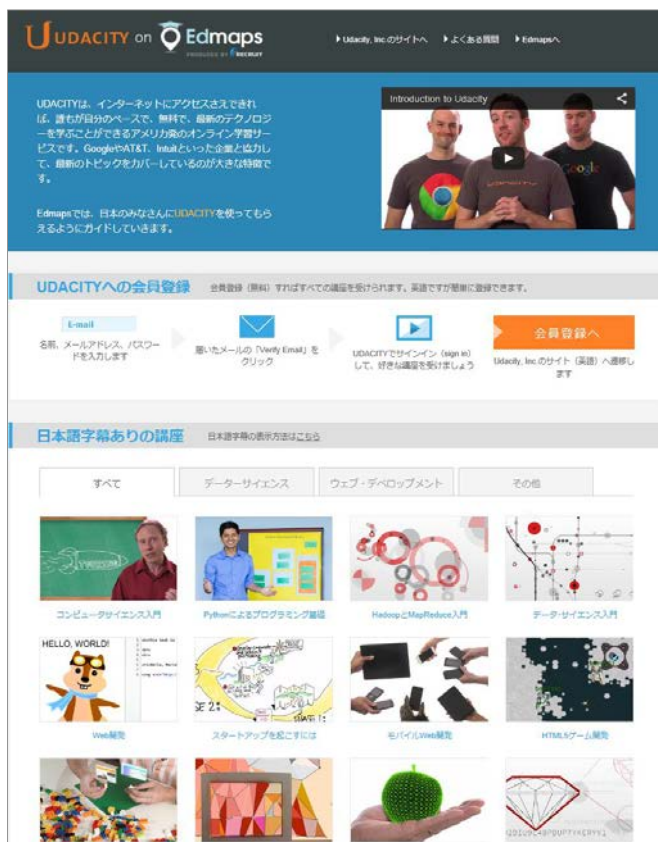 UUDACITY on Edmaps
PRODUCED BY RECRUIT
Udacity, Inc.のサイトへ よくある質問 Edmapsへ
UDACITYは、インターネットにアクセスさえできれ
ば、誰もが自分のペースで、無料で、最新のテクノロジ
ーを学ぶことができるアメリカ発のオンライン学習サー
ビスです。GoogleやAT&T、Intuitといった企業と協力し
て、最新のトピックをカバーしているのが大きな特徴で
す。
Edmapsでは、日本のみなさんにUDACITYを使ってもら
えるようにガイドしていきます。
Introduction to Udacity
UDACITY
Google
UDACITYへの会員登録 会員登録（無料）すればすべての講座を受けられます。英語ですが簡単に登録できます。
E-mail
名前、メールアドレス、パスワー
ドを入力します
届いたメールの「Verify Email」を
クリック
UDACITYでサインイン（sign in）
して、好きな講座を受けましょう
会員登録へ
Udacity, Inc.のサイト（英語）へ遷移し
ます
日本語字幕ありの講座 日本語字幕の表示方法はこちら
すべて データーサイエンス ウェブ・デベロップメント その他
コンピュータサイエンス入門 Pythonによるプログラミング基礎 HadoopとMapReduce入門 データ・サイエンス入門
HELLO, WORLD!
Web開発 スタートアップを起こすには モバイルWeb開発 HTML5ゲーム開発